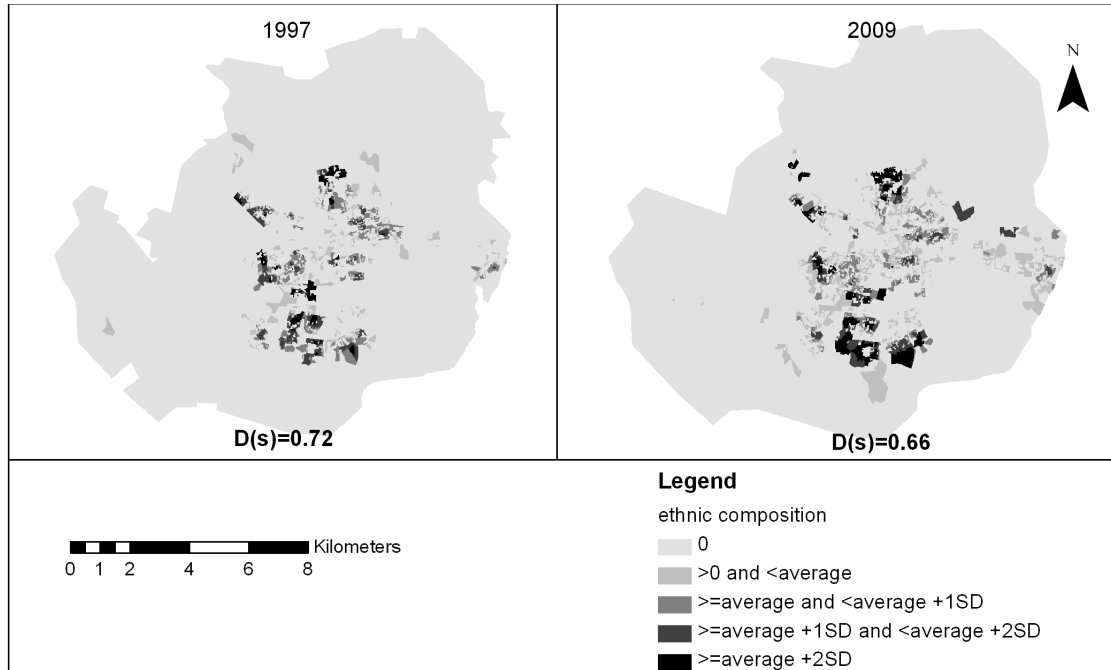 1997
2009
N
D(s)=0.72
D(s)=0.66
Kilometers
0 1 2 4 6 8
Legend
ethnic composition
0
>0 and <average
>=average and <average +1SD
>=average +1SD and <average +2SD
>=average +2SD